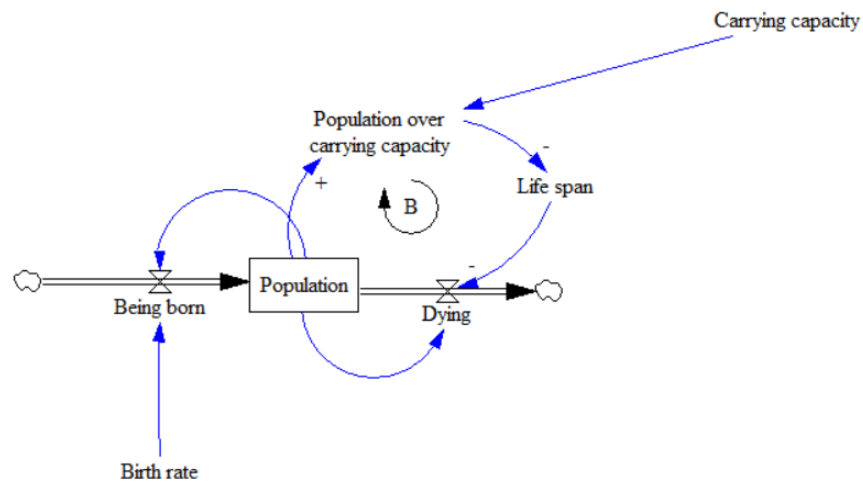 Carrying capacity
Population over
carrying capacity
-
+
Life span
B
-
Population
Being born
Dying
Birth rate